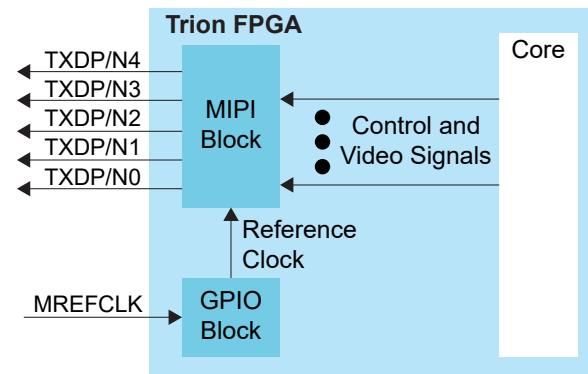 Trion FPGA
TXDP/N4
TXDP/N3
TXDP/N2
TXDP/N1
TXDP/N0
MIPI
Block
Control and
Video Signals
Core
Reference
Clock
MREFCLK
GPIO
Block